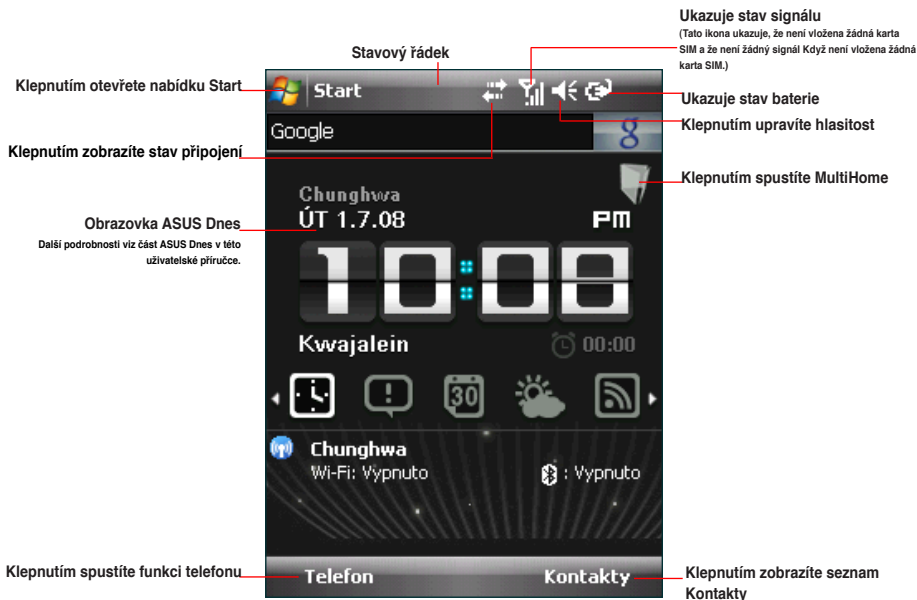 Ukazuje stav signálu
(Tato ikona ukazuje, že není vložena žádná karta
SIM a že není žádný signál Když není vložena žádná
karta SIM.)
Stavový řádek
Klepnutím otevřete nabídku Start
Start
Ukazuje stav baterie
Klepnutím upravíte hlasitost
Google
g
Klepnutím zobrazíte stav připojení
Klepnutím spustíte MultiHome
Chunghwa
ÚT 1.7.08
PM
Obrazovka ASUS Dnes
Další podrobnosti viz část ASUS Dnes v této
uživatelské příručce.
10:08
Kwajalein
00:00
30
Chunghwa
Wi-Fi: Vypnuto
: Vypnuto
Klepnutím spustíte funkci telefonu
Telefon
Kontakty
Klepnutím zobrazíte seznam
Kontakty